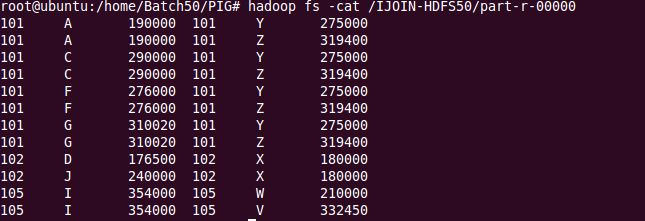 root@ubuntu:/home/Batch50/PIG# hadoop fs -cat /IJOIN-HDFS50/part-r-00000
101 A 190000 101 Y 275000
101 A 190000 101 Z 319400
101 C 290000 101 Y 275000
101 C 290000 101 Z 319400
101 F 276000 101 Y 275000
101 F 276000 101 Z 319400
101 G 310020 101 Y 275000
101 G 310020 101 Z 319400
102 D 176500 102 X 180000
102 J 240000 102 X 180000
105 I 354000 105 W 210000
105 I 354000 105 V 332450